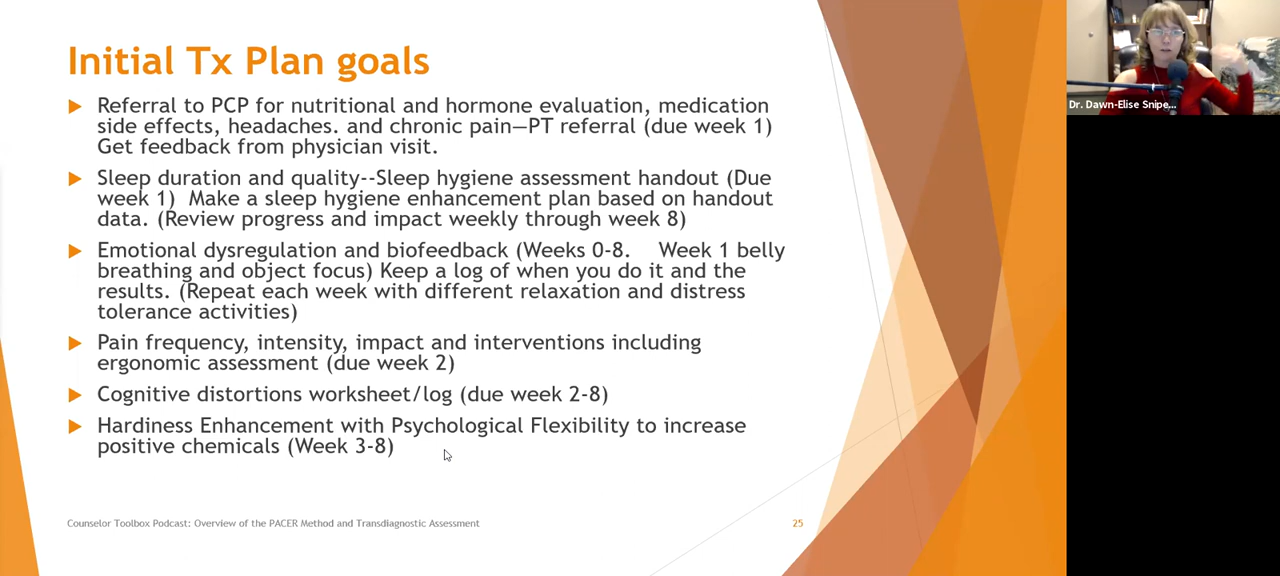 Initial Tx Plan goals
Referral to PCP for nutritional and hormone evaluation, medication
side effects, headaches. and chronic pain—PT referral (due week 1)
Get feedback from physician visit.
Sleep duration and quality--Sleep hygiene assessment handout (Due
week 1) Make a sleep hygiene enhancement plan based on handout
data. (Review progress and impact weekly through week 8)
Emotional dysregulation and biofeedback (Weeks 0-8. Week 1 belly
breathing and object focus) Keep a log of when you do it and the
results. (Repeat each week with different relaxation and distress
tolerance activities)
Pain frequency, intensity, impact and interventions including
ergonomic assessment (due week 2)
Cognitive distortions worksheet/log (due week 2-8)
Hardiness Enhancement with Psychological Flexibility to increase
positive chemicals (Week 3-8)
Counselor Toolbox Podcast: Overview of the PACER Method and Transdiagnostic Assessment
25
Dr. Dawn-Elise Snipe...